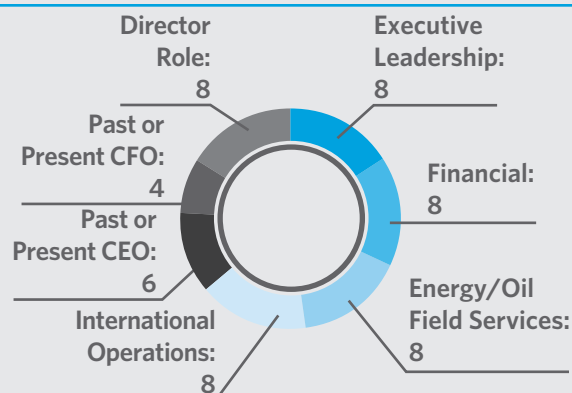 Director
Role:
8
Executive
Leadership:
8
Past or
Present CFO:
4
Financial:
8
Past or
Present CEO:
6
Energy/Oil
Field Services:
8
International
Operations:
8